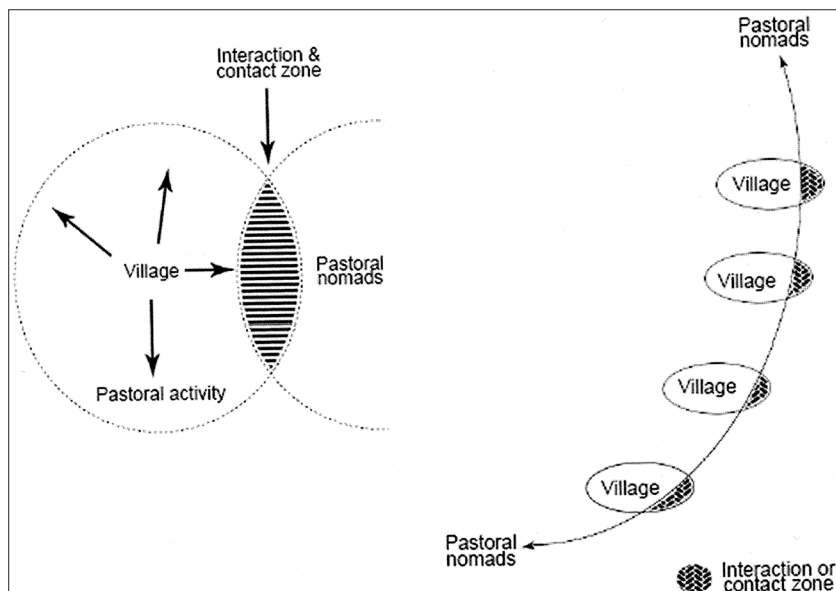 Interaction &
contact zone
Village
Pastoral
nomads
Pastoral activity
Pastoral
nomads
Village
Village
Village
Village
Pastoral
nomads
Interaction or
contact zone